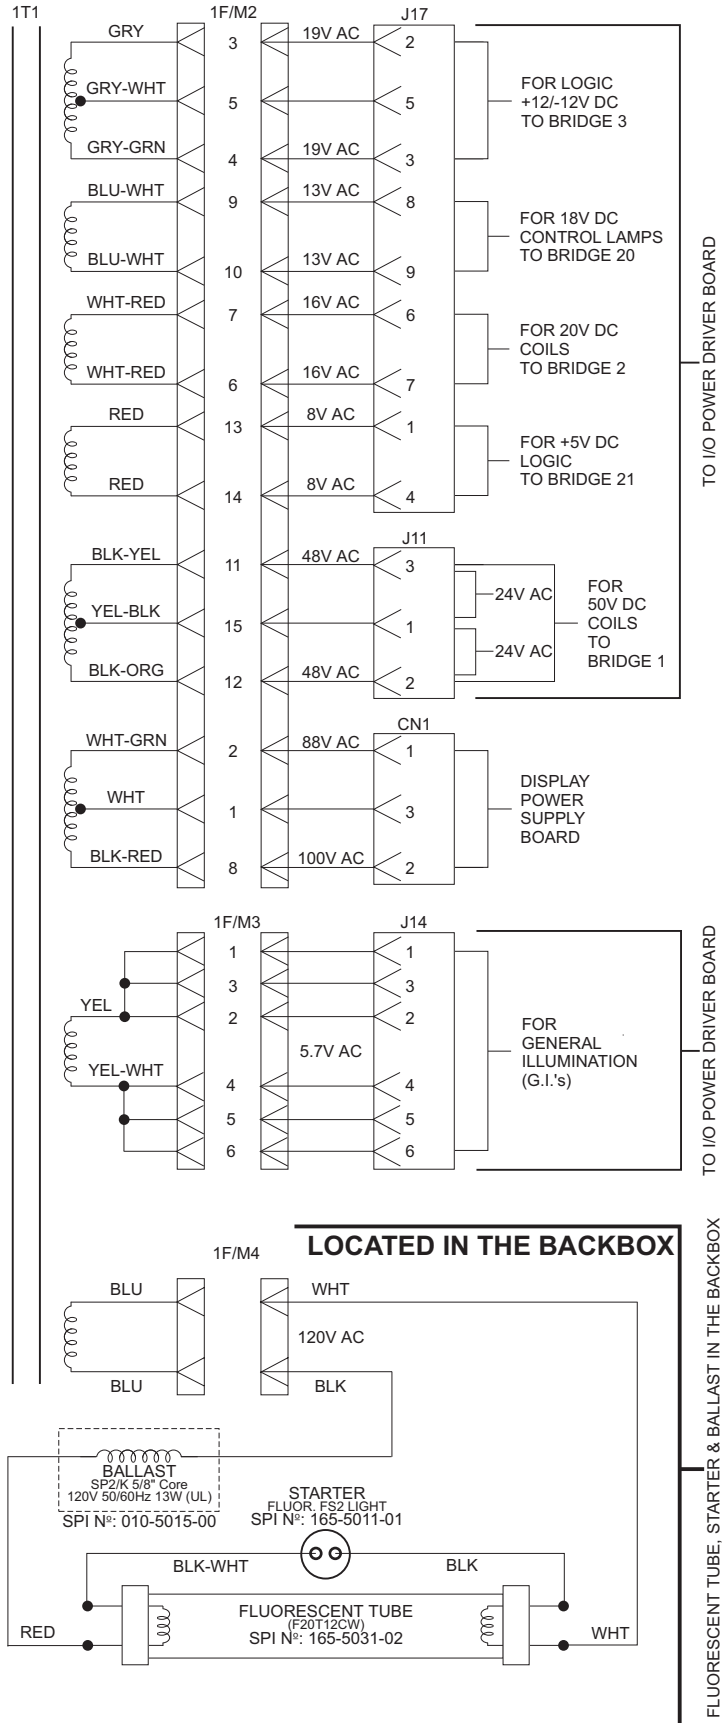 1T1
1F/M2
J17
GRY
3
19V AC
2
GRY-WHT
5
5
GRY-GRN
4
19V AC
3
FOR LOGIC
+12/-12V DC
TO BRIDGE 3
BLU-WHT
9
13V AC
8
BLU-WHT
10
13V AC
9
FOR 18V DC
CONTROL LAMPS
TO BRIDGE 20
WHT-RED
7
16V AC
6
WHT-RED
6
16V AC
7
FOR 20V DC
COILS
TO BRIDGE 2
RED
13
8V AC
1
RED
14
8V AC
4
FOR +5V DC
LOGIC
TO BRIDGE 21
J11
BLK-YEL
11
48V AC
3
YEL-BLK
15
1
BLK-ORG
12
48V AC
2
24V AC
24V AC
FOR
50V DC
COILS
TO
BRIDGE 1
TO I/O POWER DRIVER BOARD
CN1
WHT-GRN
2
88V AC
1
WHT
1
3
BLK-RED
8
100V AC
2
DISPLAY
POWER
SUPPLY
BOARD
1F/M3
J14
1
1
3
3
YEL
2
2
5.7V AC
YEL-WHT
4
4
5
5
6
6
FOR
GENERAL
ILLUMINATION
(G.I.'s)
TO I/O POWER DRIVER BOARD
LOCATED IN THE BACKBOX
1F/M4
BLU
WHT
120V AC
BLU
BLK
BALLAST
SP2/K 5/8" Core
120V 50/60Hz 13W (UL)
SPI Nº: 010-5015-00
STARTER
FLUOR. FS2 LIGHT
SPI Nº: 165-5011-01
BLK-WHT
BLK
FLUORESCENT TUBE
(F20T12CW)
SPI Nº: 165-5031-02
RED
WHT
FLUORESCENT TUBE, STARTER & BALLAST IN THE BACKBOX